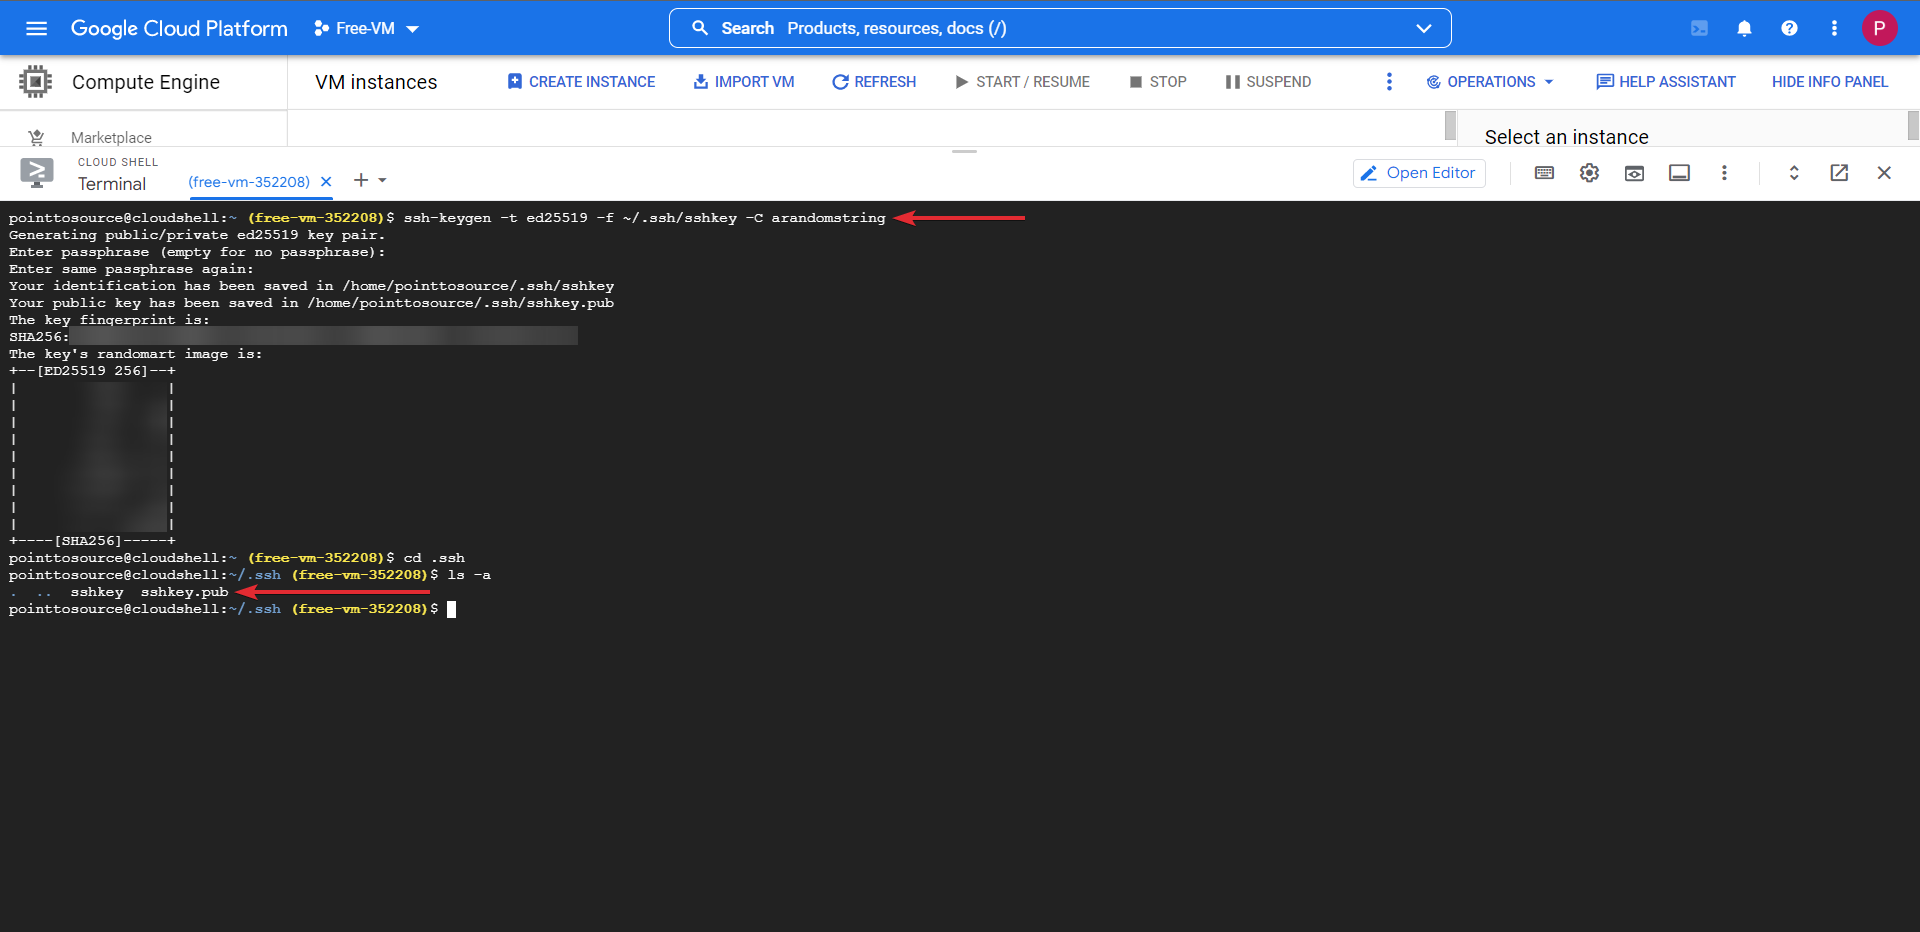 Google Cloud Platform Free-VM Search Products, resources, docs (/) P
Compute Engine VM instances CREATE INSTANCE IMPORT VM REFRESH START / RESUME STOP SUSPEND OPERATIONS HELP ASSISTANT HIDE INFO PANEL
Marketplace Select an instance
CLOUD SHELL
Terminal (free-vm-352208) Open Editor
pointtosource@cloudshell:~ (free-vm-352208)$ ssh-keygen -t ed25519 -f ~/.ssh/sshkey -C arandomstring
Generating public/private ed25519 key pair.
Enter passphrase (empty for no passphrase):
Enter same passphrase again:
Your identification has been saved in /home/pointtosource/.ssh/sshkey
Your public key has been saved in /home/pointtosource/.ssh/sshkey.pub
The key fingerprint is:
SHA256:
The key's randomart image is:
+--[ED25519 256]--+
| |
| |
| |
| |
| |
| |
| |
| |
| |
+----[SHA256]-----+
pointtosource@cloudshell:~ (free-vm-352208)$ cd .ssh
pointtosource@cloudshell:~/.ssh (free-vm-352208)$ ls -a
. .. sshkey sshkey.pub
pointtosource@cloudshell:~/.ssh (free-vm-352208)$